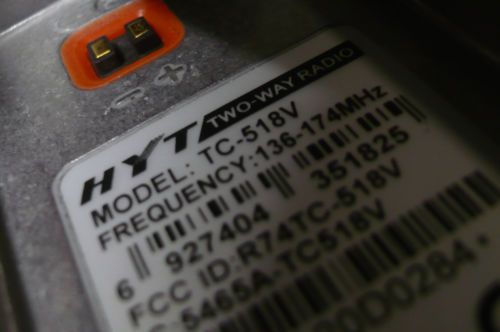 HYT TWO-WAY RADIO
MODEL: TC-518V
FREQUENCY:136-174MHz
6 927404 351825
FCC ID:R74TC-518V
5465A-TC518V
00D0284